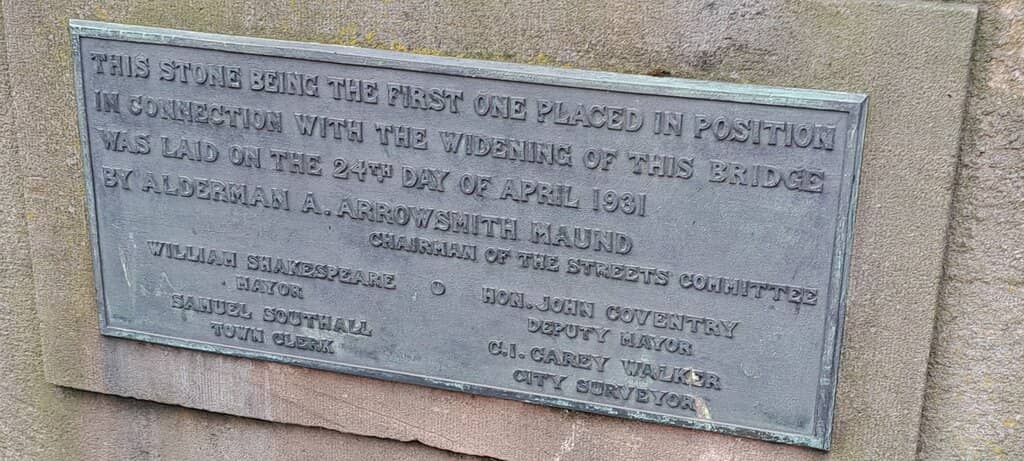 THIS STONE BEING THE FIRST ONE PLACED IN POSITION
IN CONNECTION WITH THE WIDENING OF THIS BRIDGE
WAS LAID ON THE 24TH DAY OF APRIL 1931
BY ALDERMAN A. ARROWSMITH MAUND
CHAIRMAN OF THE STREETS COMMITTEE
WILLIAM SHAKESPEARE
MAYOR
SAMUEL SOUTHALL
TOWN CLERK
HON. JOHN COVENTRY
DEPUTY MAYOR
C.I. CAREY WALKER
CITY SURVEYOR